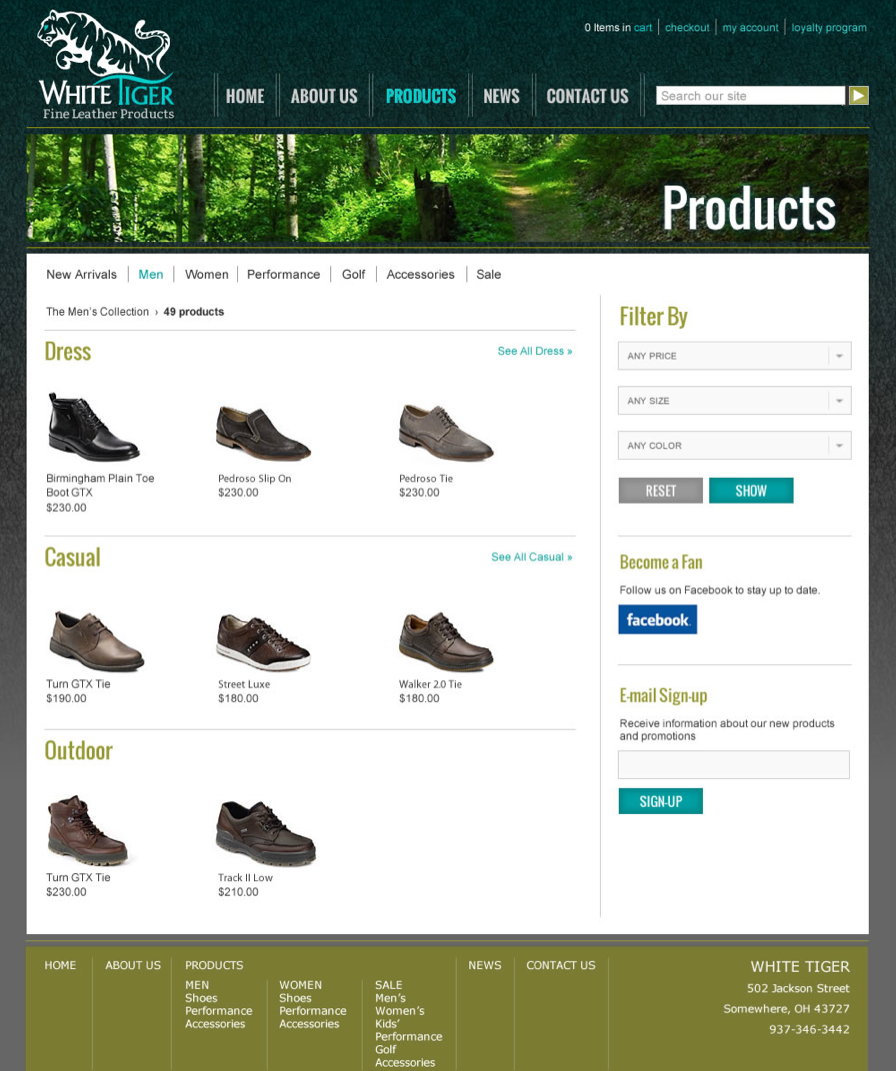 0 Items in cart checkout my account loyalty program
WHITE TIGER
Fine Leather Products
HOME ABOUT US PRODUCTS NEWS CONTACT US Search our site
Products
New Arrivals Men Women Performance Golf Accessories Sale
The Men's Collection › 49 products
Dress See All Dress »
Birmingham Plain Toe
Boot GTX
$230.00
Pedroso Slip On
$230.00
Pedroso Tie
$230.00
Casual See All Casual »
Turn GTX Tie
$190.00
Street Luxe
$180.00
Walker 2.0 Tie
$180.00
Outdoor
Turn GTX Tie
$230.00
Track II Low
$210.00
Filter By
ANY PRICE
ANY SIZE
ANY COLOR
RESET SHOW
Become a Fan
Follow us on Facebook to stay up to date.
facebook
E-mail Sign-up
Receive information about our new products
and promotions
SIGN-UP
HOME
ABOUT US
PRODUCTS
MEN
Shoes
Performance
Accessories
WOMEN
Shoes
Performance
Accessories
SALE
Men's
Women's
Kids'
Performance
Golf
Accessories
NEWS
CONTACT US
WHITE TIGER
502 Jackson Street
Somewhere, OH 43727
937-346-3442